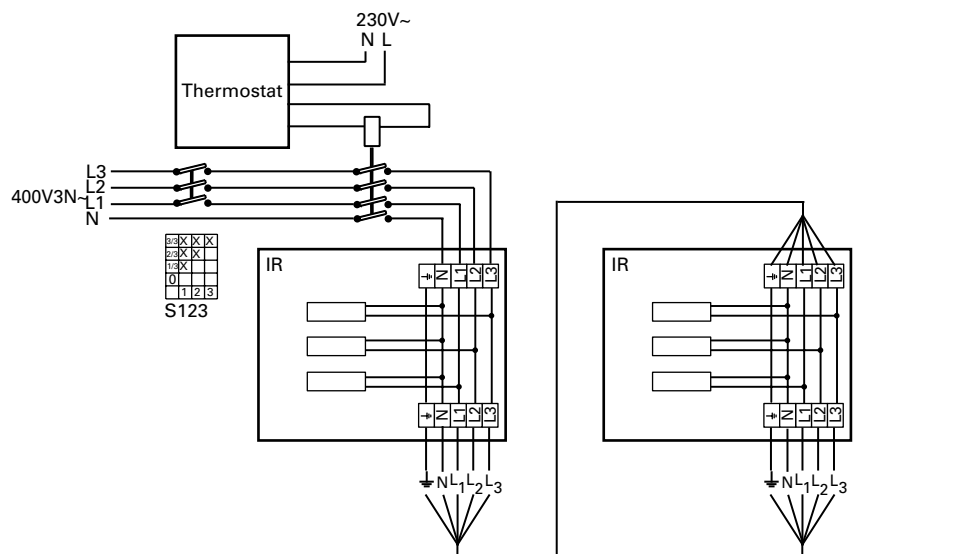 230V~
N L
Thermostat
L3
L2
400V3N~L1
N
3/3 X X X
2/3 X X
1/3 X
0
1 2 3
S123
IR
N L1 L2 L3
N L1 L2 L3
N L1 L2 L3
IR
N L1 L2 L3
N L1 L2 L3
N L1 L2 L3